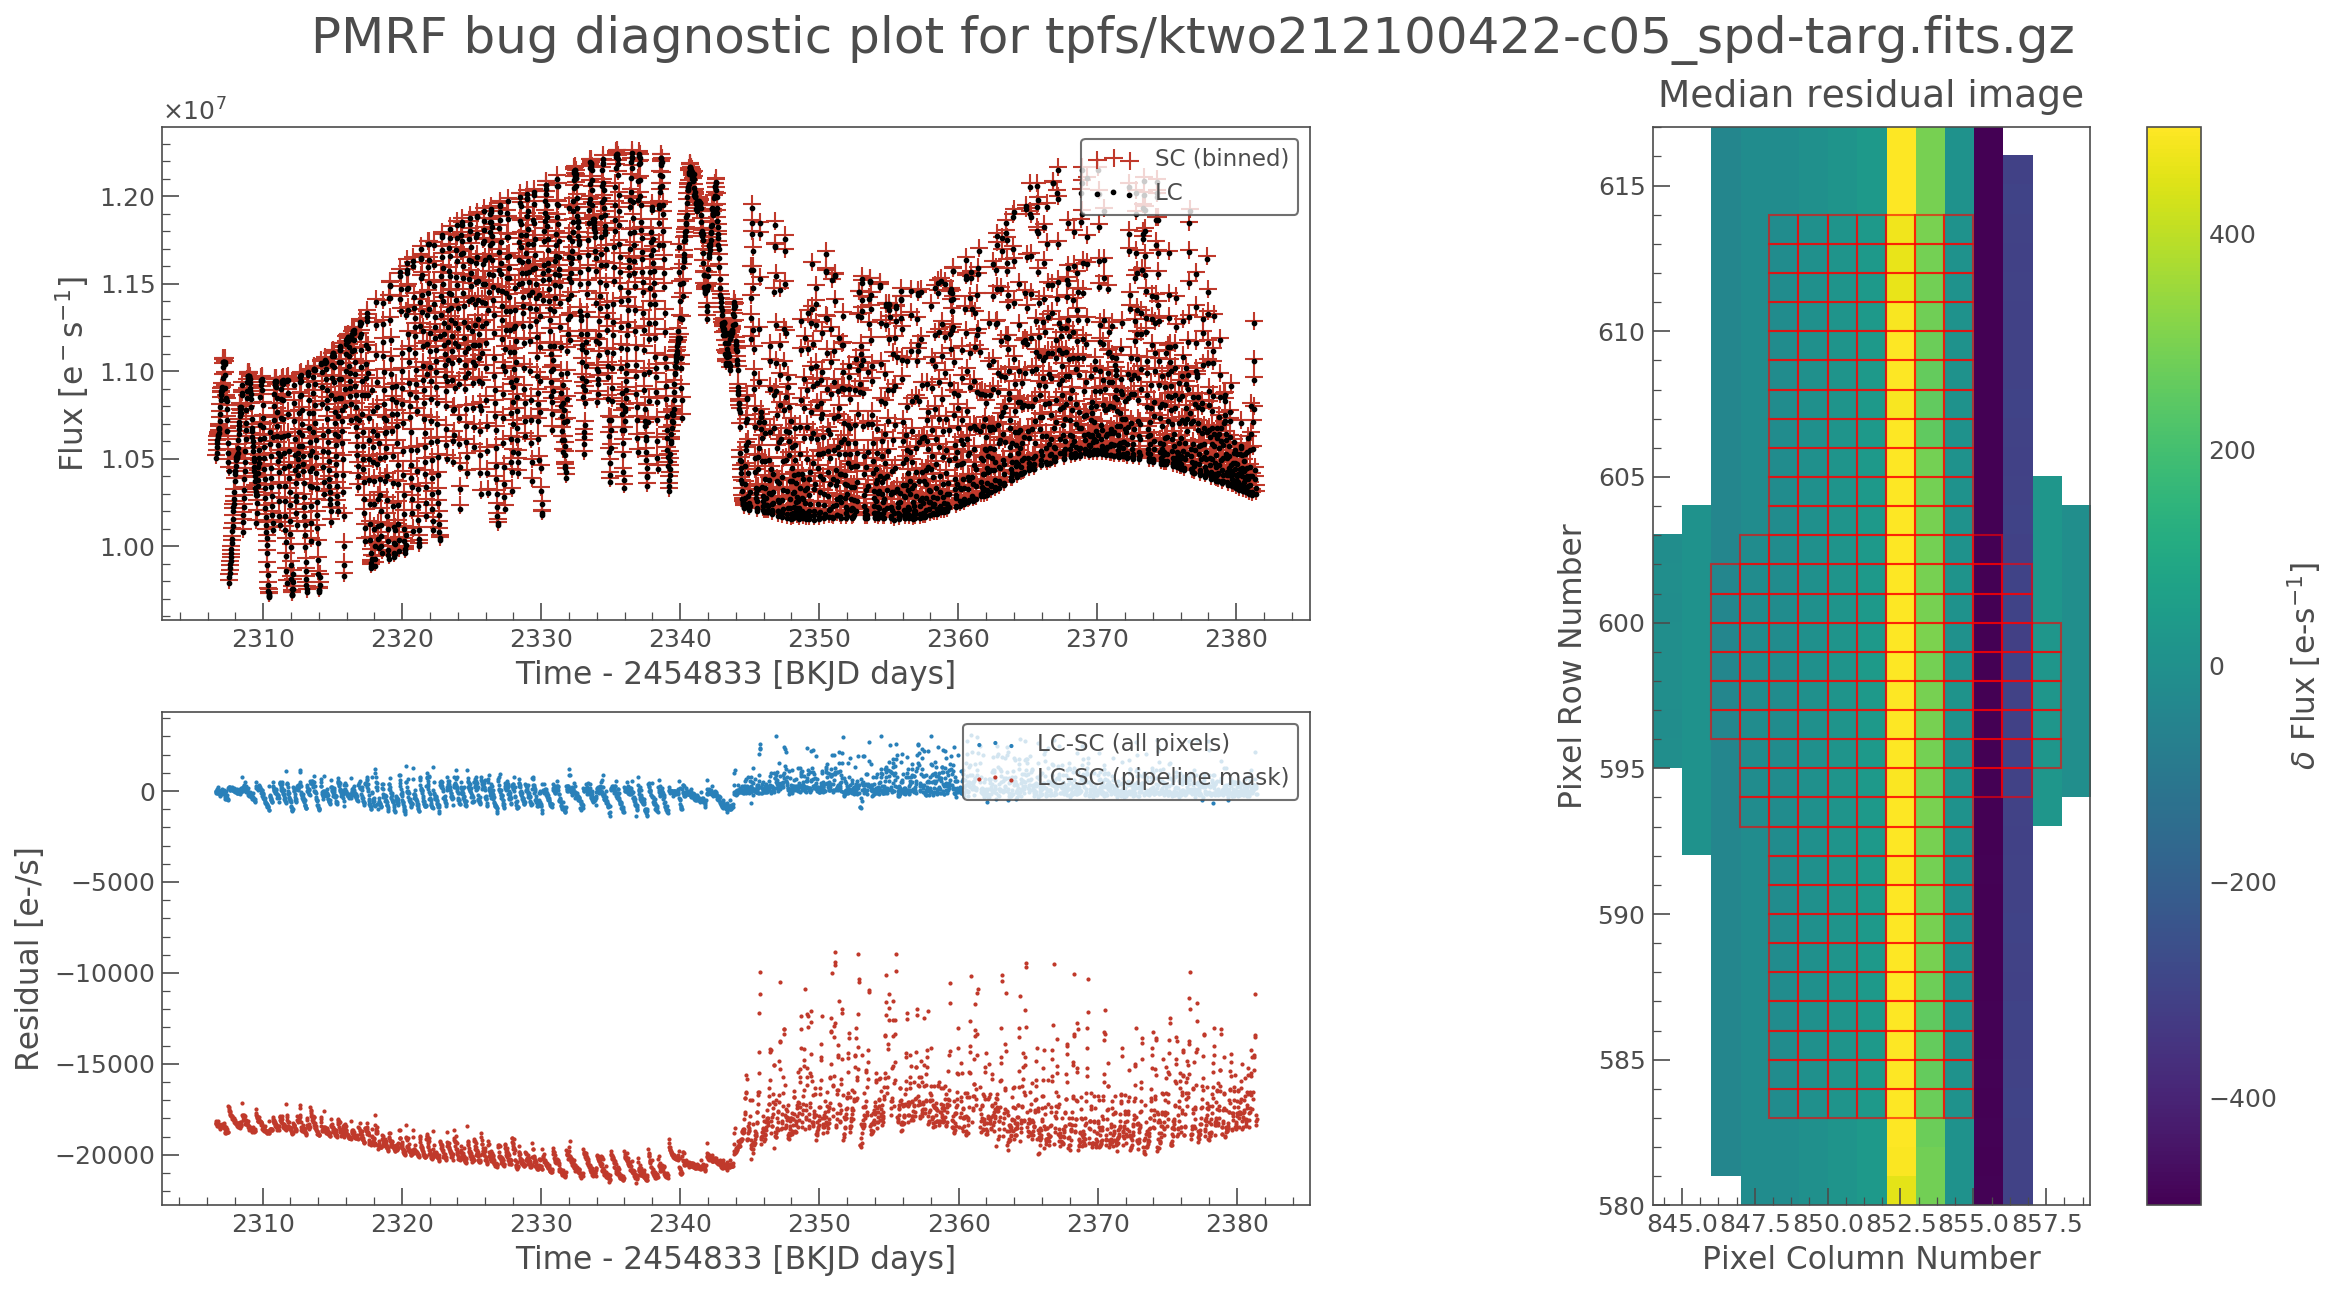 PMRF bug diagnostic plot for tpfs/ktwo212100422-c05_spd-targ.fits.gz
×10⁷
Flux [e⁻ s⁻¹]
1.20
1.15
1.10
1.05
1.00
SC (binned)
LC
2310 2320 2330 2340 2350 2360 2370 2380
Time - 2454833 [BKJD days]
Residual [e-/s]
0
−5000
−10000
−15000
−20000
LC-SC (all pixels)
LC-SC (pipeline mask)
2310 2320 2330 2340 2350 2360 2370 2380
Time - 2454833 [BKJD days]
Median residual image
Pixel Row Number
615
610
605
600
595
590
585
580
845.0 847.5 850.0 852.5 855.0 857.5
Pixel Column Number
400
200
0
−200
−400
δ Flux [e-s⁻¹]